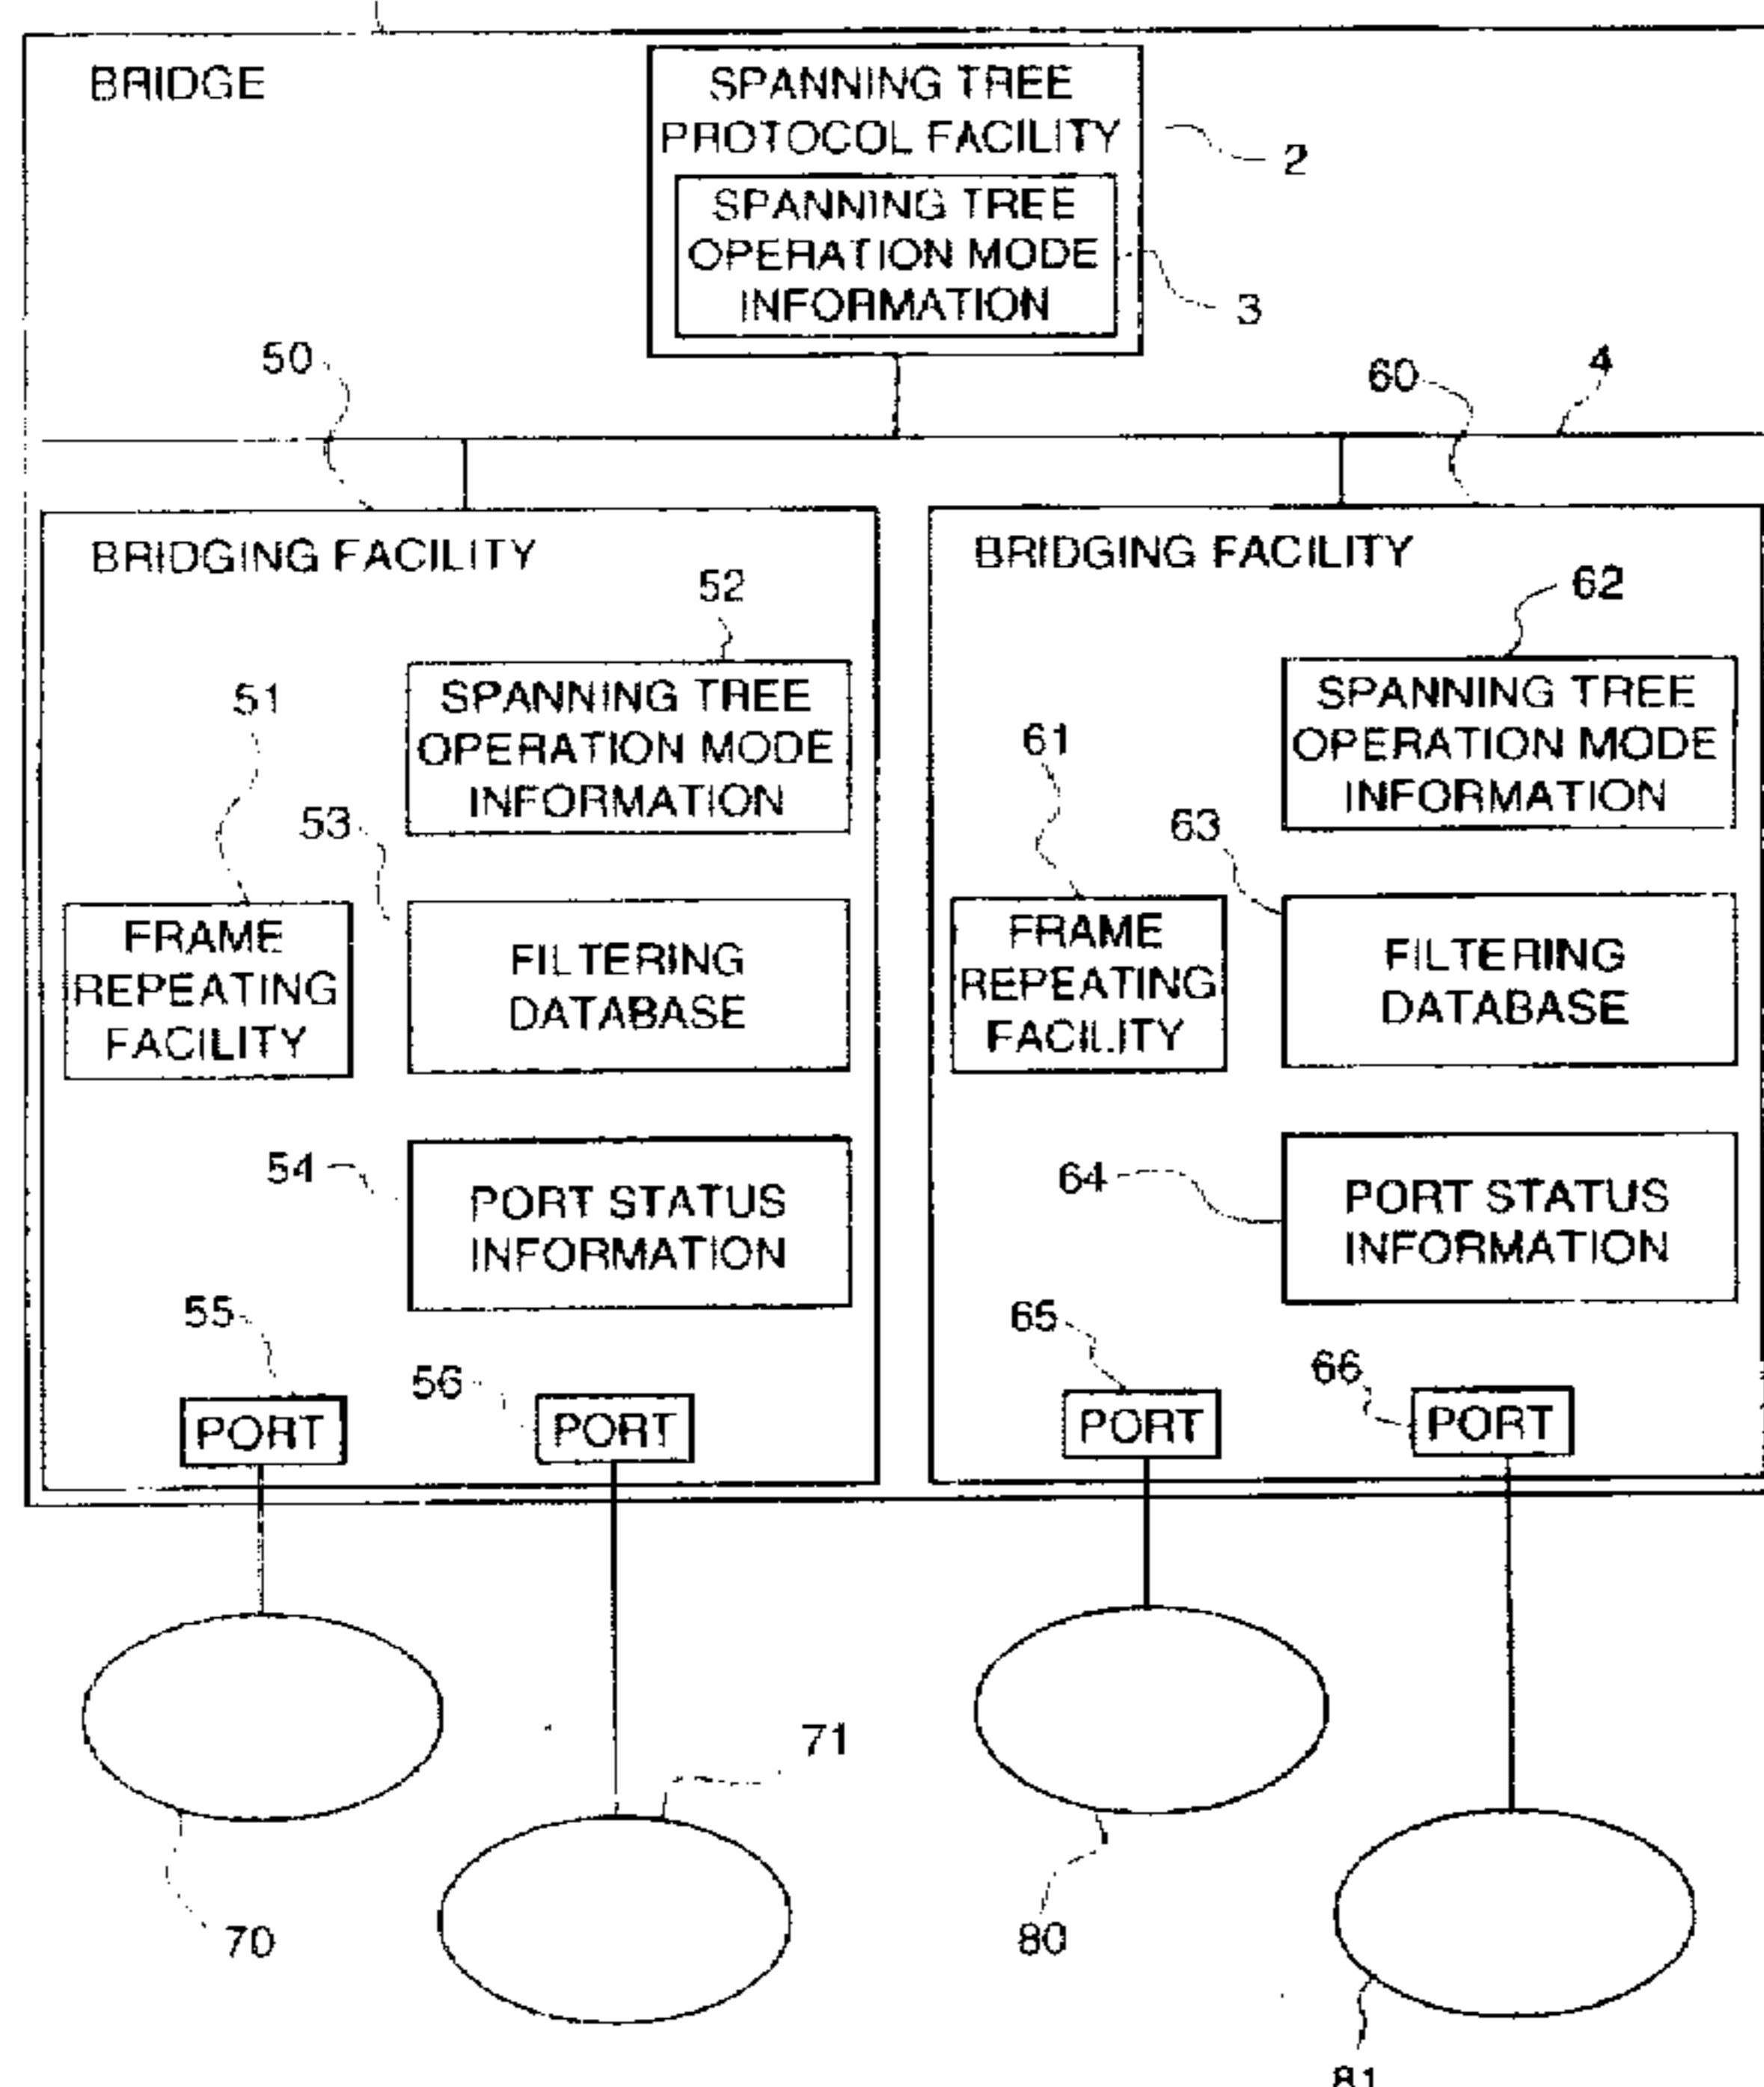 BRIDGE
SPANNING TREE
PROTOCOL FACILITY
2
SPANNING TREE
OPERATION MODE
INFORMATION
3
50
60
4
BRIDGING FACILITY
52
SPANNING TREE
OPERATION MODE
INFORMATION
51
53
FRAME
REPEATING
FACILITY
FILTERING
DATABASE
54
PORT STATUS
INFORMATION
55
PORT
56
PORT
BRIDGING FACILITY
62
SPANNING TREE
OPERATION MODE
INFORMATION
61
63
FRAME
REPEATING
FACILITY
FILTERING
DATABASE
64
PORT STATUS
INFORMATION
65
PORT
66
PORT
71
70
80
81